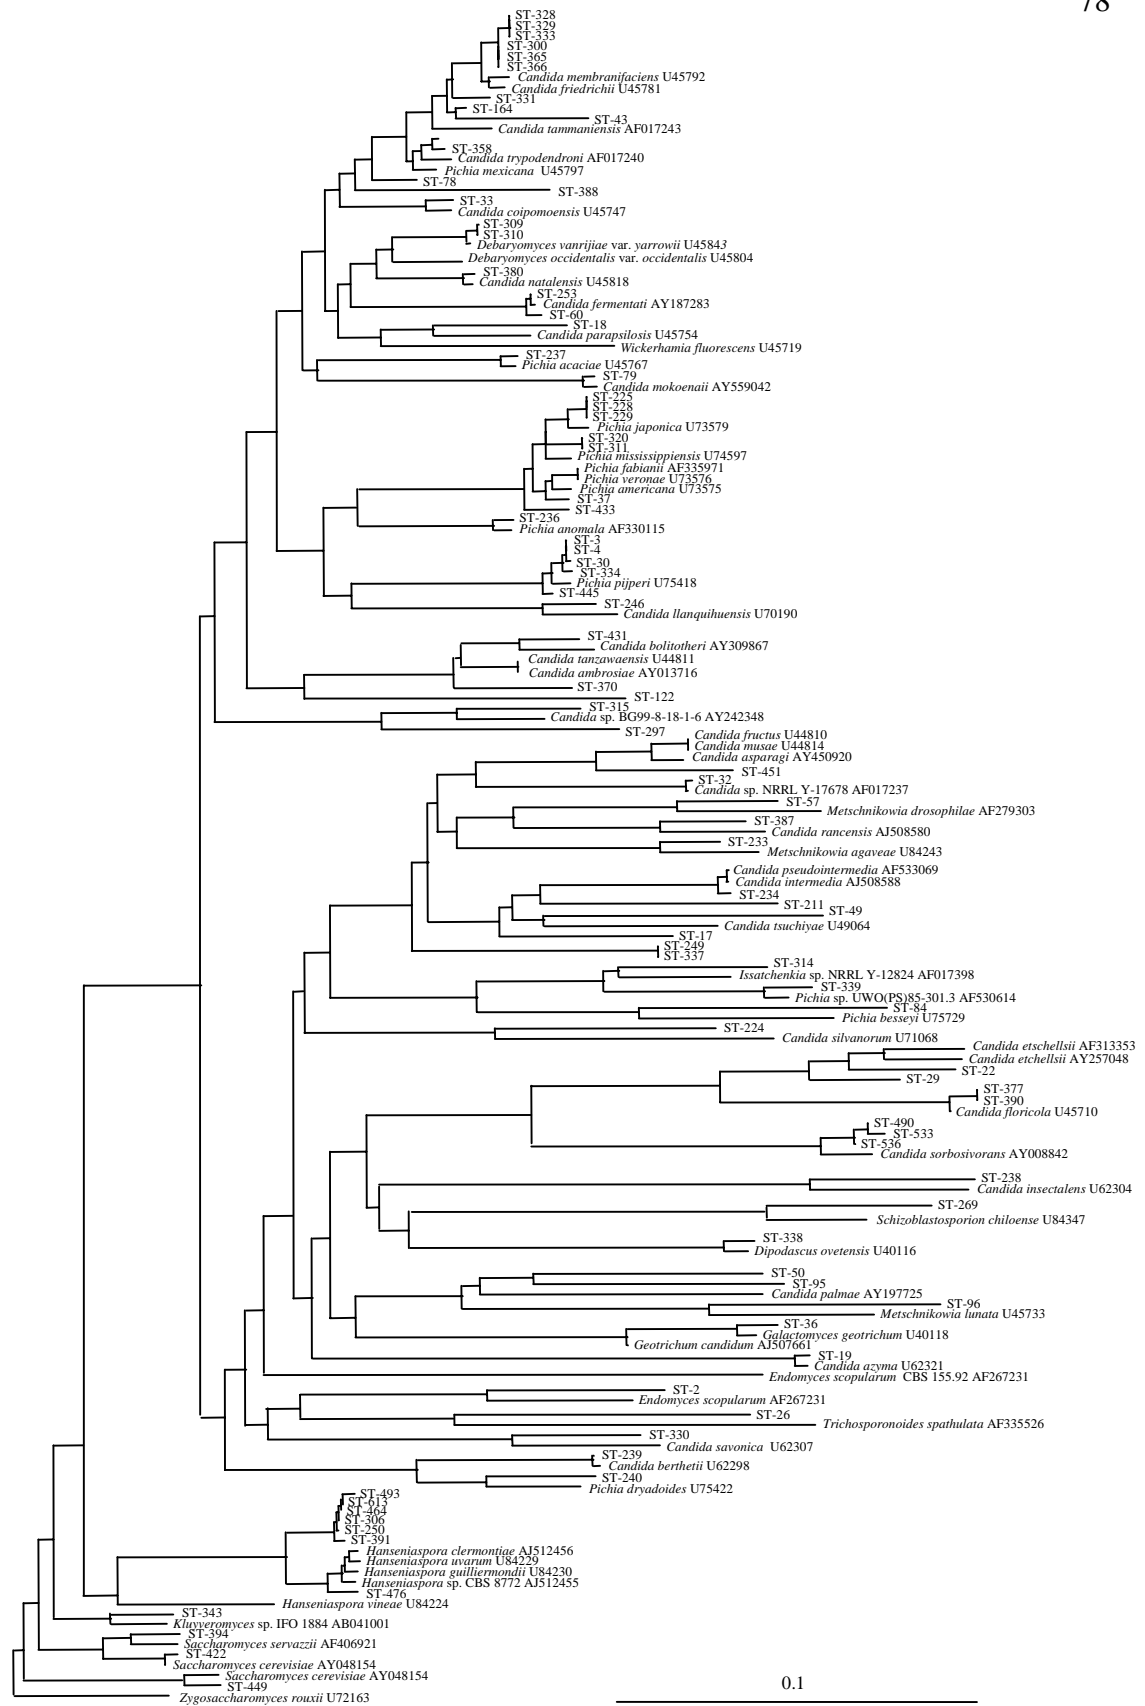 78
ST-328
ST-329
ST-333
ST-300
ST-365
ST-366
Candida membranifaciens U45792
Candida friedrichii U45781
ST-331
ST-164
ST-43
Candida tammaniensis AF017243
ST-358
Candida trypodendroni AF017240
Pichia mexicana U45797
ST-78
ST-388
ST-33
Candida coipomoensis U45747
ST-309
ST-310
Debaryomyces vanrijiae var. yarrowii U45843
Debaryomyces occidentalis var. occidentalis U45804
ST-380
Candida natalensis U45818
ST-253
Candida fermentati AY187283
ST-60
ST-18
Candida parapsilosis U45754
Wickerhamia fluorescens U45719
ST-237
Pichia acaciae U45767
ST-79
Candida mokoenaii AY559042
ST-225
ST-228
ST-229
Pichia japonica U73579
ST-320
ST-311
Pichia mississippiensis U74597
Pichia fabianii AF335971
Pichia veronae U73576
Pichia americana U73575
ST-37
ST-433
ST-236
Pichia anomala AF330115
ST-3
ST-4
ST-30
ST-334
Pichia pijperi U75418
ST-445
ST-246
Candida llanquihuensis U70190
ST-431
Candida bolitotheri AY309867
Candida tanzawaensis U44811
Candida ambrosiae AY013716
ST-370
ST-122
ST-315
Candida sp. BG99-8-18-1-6 AY242348
ST-297
Candida fructus U44810
Candida musae U44814
Candida asparagi AY450920
ST-451
ST-32
Candida sp. NRRL Y-17678 AF017237
ST-57
Metschnikowia drosophilae AF279303
ST-387
Candida rancensis AJ508580
ST-233
Metschnikowia agaveae U84243
Candida pseudointermedia AF533069
Candida intermedia AJ508588
ST-234
ST-211
ST-49
Candida tsuchiyae U49064
ST-17
ST-249
ST-337
ST-314
Issatchenkia sp. NRRL Y-12824 AF017398
ST-339
Pichia sp. UWO(PS)85-301.3 AF530614
ST-84
Pichia besseyi U75729
ST-224
Candida silvanorum U71068
Candida etschellsii AF313353
Candida etchellsii AY257048
ST-22
ST-29
ST-377
ST-390
Candida floricola U45710
ST-490
ST-533
ST-536
Candida sorbosivorans AY008842
ST-238
Candida insectalens U62304
ST-269
Schizoblastosporion chiloense U84347
ST-338
Dipodascus ovetensis U40116
ST-50
ST-95
Candida palmae AY197725
ST-96
Metschnikowia lunata U45733
ST-36
Galactomyces geotrichum U40118
Geotrichum candidum AJ507661
ST-19
Candida azyma U62321
Endomyces scopularum CBS 155.92 AF267231
ST-2
Endomyces scopularum AF267231
ST-26
Trichosporonoides spathulata AF335526
ST-330
Candida savonica U62307
ST-239
Candida berthetii U62298
ST-240
Pichia dryadoides U75422
ST-493
ST-613
ST-464
ST-306
ST-250
ST-391
Hanseniaspora clermontiae AJ512456
Hanseniaspora uvarum U84229
Hanseniaspora guilliermondii U84230
Hanseniaspora sp. CBS 8772 AJ512455
ST-476
Hanseniaspora vineae U84224
ST-343
Kluyveromyces sp. IFO 1884 AB041001
ST-394
Saccharomyces servazzii AF406921
ST-422
Saccharomyces cerevisiae AY048154
Saccharomyces cerevisiae AY048154
ST-449
Zygosaccharomyces rouxii U72163
0.1